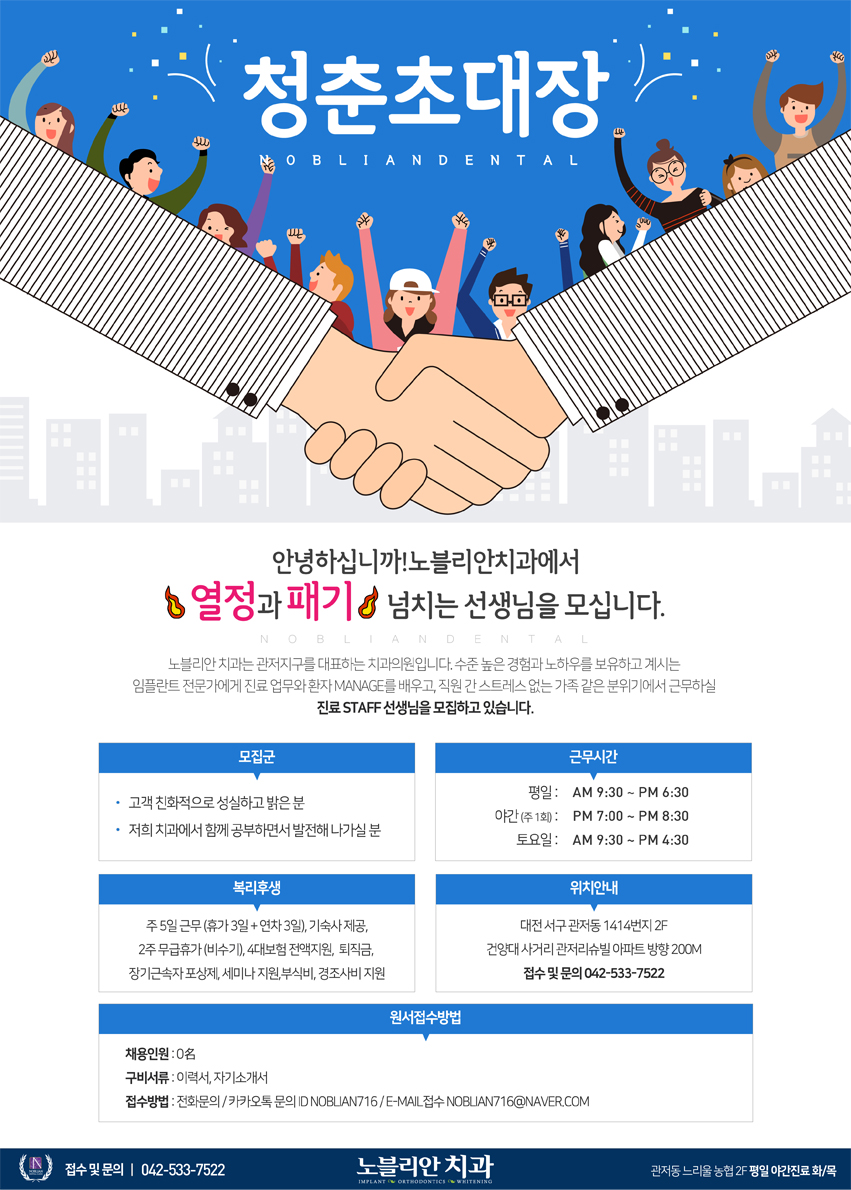 청춘초대장
NOBLIANDENTAL
안녕하십니까!노블리안치과에서
열정과 패기 넘치는 선생님을 모십니다.
NOBLIANDENTAL
노블리안 치과는 관저지구를 대표하는 치과의원입니다. 수준 높은 경험과 노하우를 보유하고 계시는
임플란트 전문가에게 진료 업무와 환자 MANAGE를 배우고, 직원 간 스트레스 없는 가족 같은 분위기에서 근무하실
진료 STAFF 선생님을 모집하고 있습니다.
모집군
• 고객 친화적으로 성실하고 밝은 분
• 저희 치과에서 함께 공부하면서 발전해 나가실 분
근무시간
평일 : AM 9:30 ~ PM 6:30
야간 (주 1회) : PM 7:00 ~ PM 8:30
토요일 : AM 9:30 ~ PM 4:30
복리후생
주 5일 근무 (휴가 3일 + 연차 3일), 기숙사 제공,
2주 무급휴가 (비수기), 4대보험 전액지원, 퇴직금,
장기근속자 포상제, 세미나 지원,부식비, 경조사비 지원
위치안내
대전 서구 관저동 1414번지 2F
건양대 사거리 관저리슈빌 아파트 방향 200M
접수 및 문의 042-533-7522
원서접수방법
채용인원 : 0名
구비서류 : 이력서, 자기소개서
접수방법 : 전화문의 / 카카오톡 문의 ID NOBLIAN716 / E-MAIL접수 NOBLIAN716@NAVER.COM
접수 및 문의 | 042-533-7522
노블리안 치과
IMPLANT ORTHODONTICS WHITENING
관저동 느리울 농협 2F 평일 야간진료 화/목